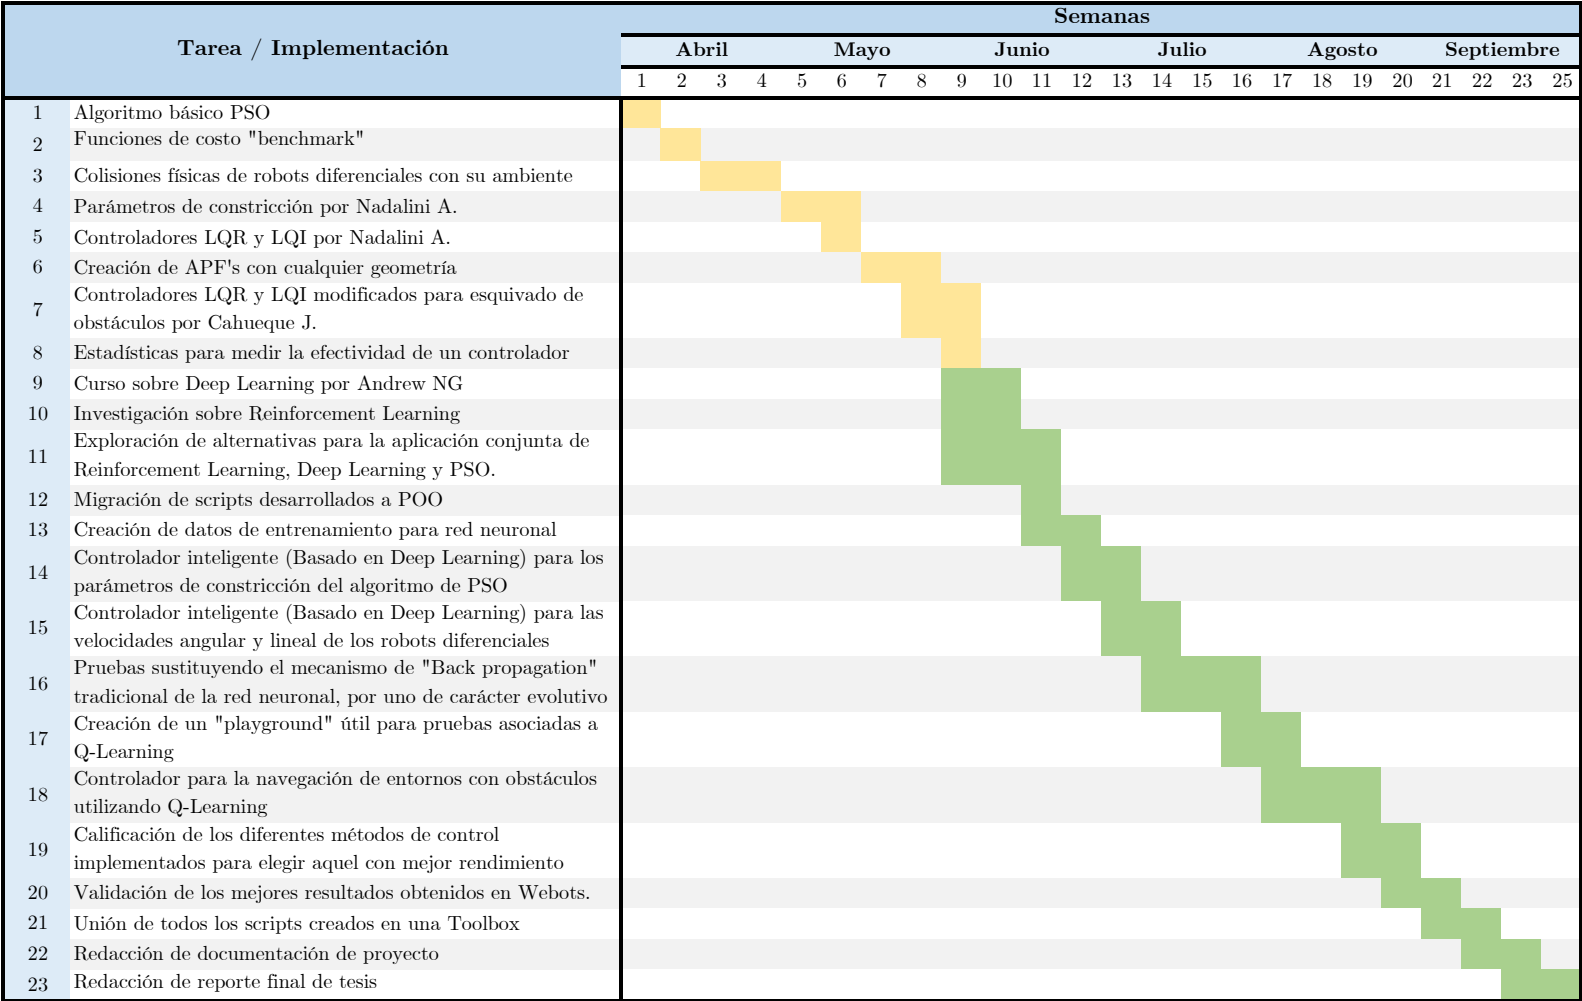 Tarea / Implementación
Semanas
Abril Mayo Junio Julio Agosto Septiembre
1 2 3 4 5 6 7 8 9 10 11 12 13 14 15 16 17 18 19 20 21 22 23 25
1 Algoritmo básico PSO
2 Funciones de costo "benchmark"
3 Colisiones físicas de robots diferenciales con su ambiente
4 Parámetros de constricción por Nadalini A.
5 Controladores LQR y LQI por Nadalini A.
6 Creación de APF's con cualquier geometría
7 Controladores LQR y LQI modificados para esquivado de
obstáculos por Cahueque J.
8 Estadísticas para medir la efectividad de un controlador
9 Curso sobre Deep Learning por Andrew NG
10 Investigación sobre Reinforcement Learning
11 Exploración de alternativas para la aplicación conjunta de
Reinforcement Learning, Deep Learning y PSO.
12 Migración de scripts desarrollados a POO
13 Creación de datos de entrenamiento para red neuronal
14 Controlador inteligente (Basado en Deep Learning) para los
parámetros de constricción del algoritmo de PSO
15 Controlador inteligente (Basado en Deep Learning) para las
velocidades angular y lineal de los robots diferenciales
16 Pruebas sustituyendo el mecanismo de "Back propagation"
tradicional de la red neuronal, por uno de carácter evolutivo
17 Creación de un "playground" útil para pruebas asociadas a
Q-Learning
18 Controlador para la navegación de entornos con obstáculos
utilizando Q-Learning
19 Calificación de los diferentes métodos de control
implementados para elegir aquel con mejor rendimiento
20 Validación de los mejores resultados obtenidos en Webots.
21 Unión de todos los scripts creados en una Toolbox
22 Redacción de documentación de proyecto
23 Redacción de reporte final de tesis